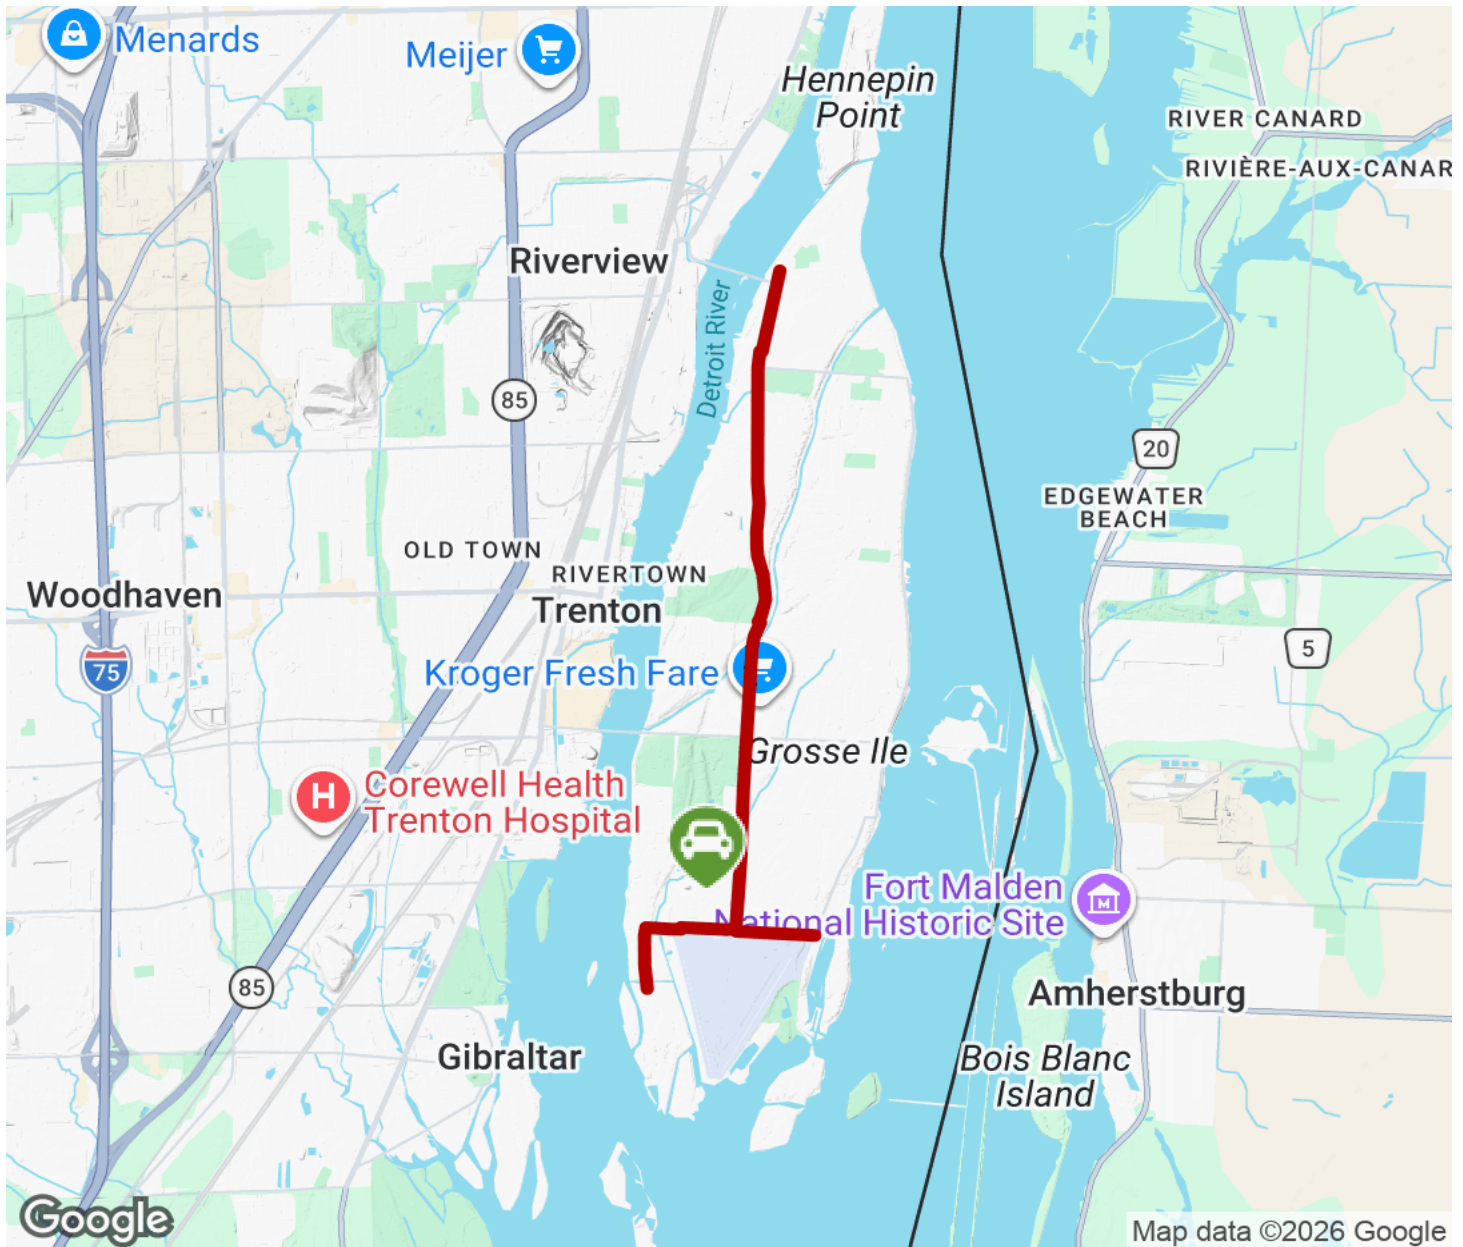 Menards
Meijer
Hennepin
Point
RIVER CANARD
RIVIÈRE-AUX-CANAR
Riverview
Detroit River
85
20
EDGEWATER
BEACH
OLD TOWN
RIVERTOWN
Woodhaven
Trenton
5
75
Kroger Fresh Fare
Grosse Ile
H
Corewell Health
Trenton Hospital
Fort Malden
National Historic Site
M
85
Amherstburg
Gibraltar
Bois Blanc
Island
Google
Map data ©2026 Google